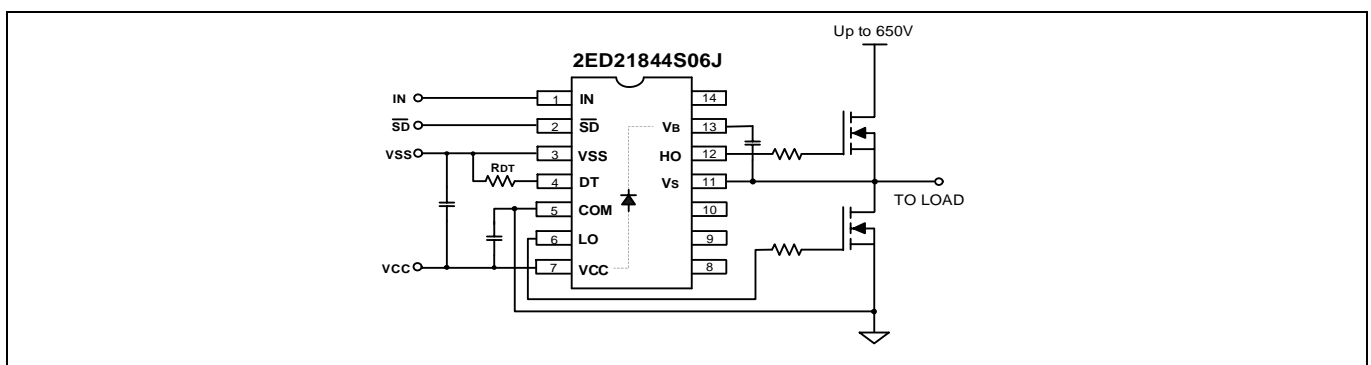 Up to 650V
2ED21844S06J
IN 1 IN 14
SD 2 SD VB 13
VSS 3 VSS HO 12
RDT 4 DT VS 11
TO LOAD
5 COM 10
6 LO 9
VCC 7 VCC 8